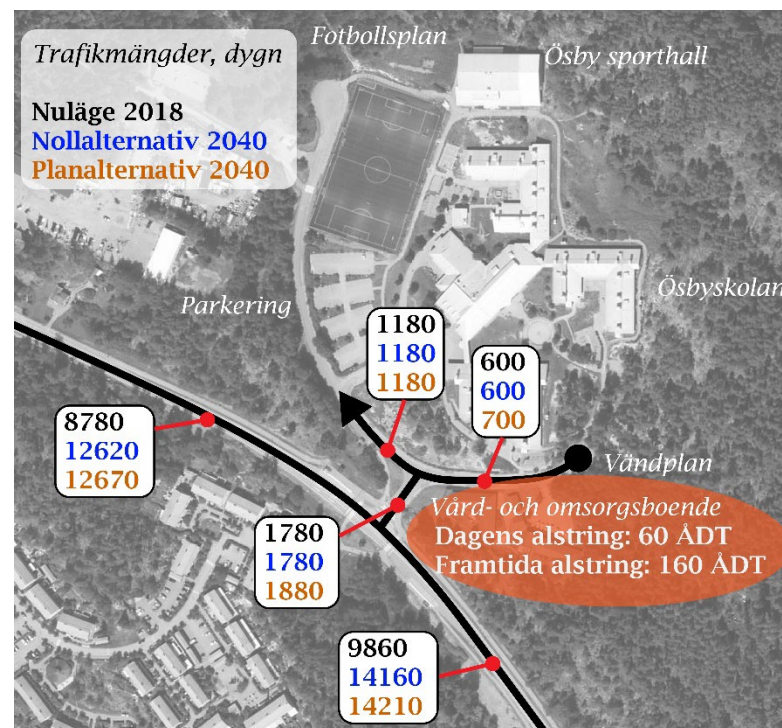 Trafikmängder, dygn
Nuläge 2018
Nollalternativ 2040
Planalternativ 2040
Fotbollsplan
Ösby sporthall
Ösbyskolan
Parkering
1180
1180
1180
600
600
700
8780
12620
12670
Vändplan
1780
1780
1880
Vård- och omsorgsboende
Dagens alstring: 60 ÅDT
Framtida alstring: 160 ÅDT
9860
14160
14210